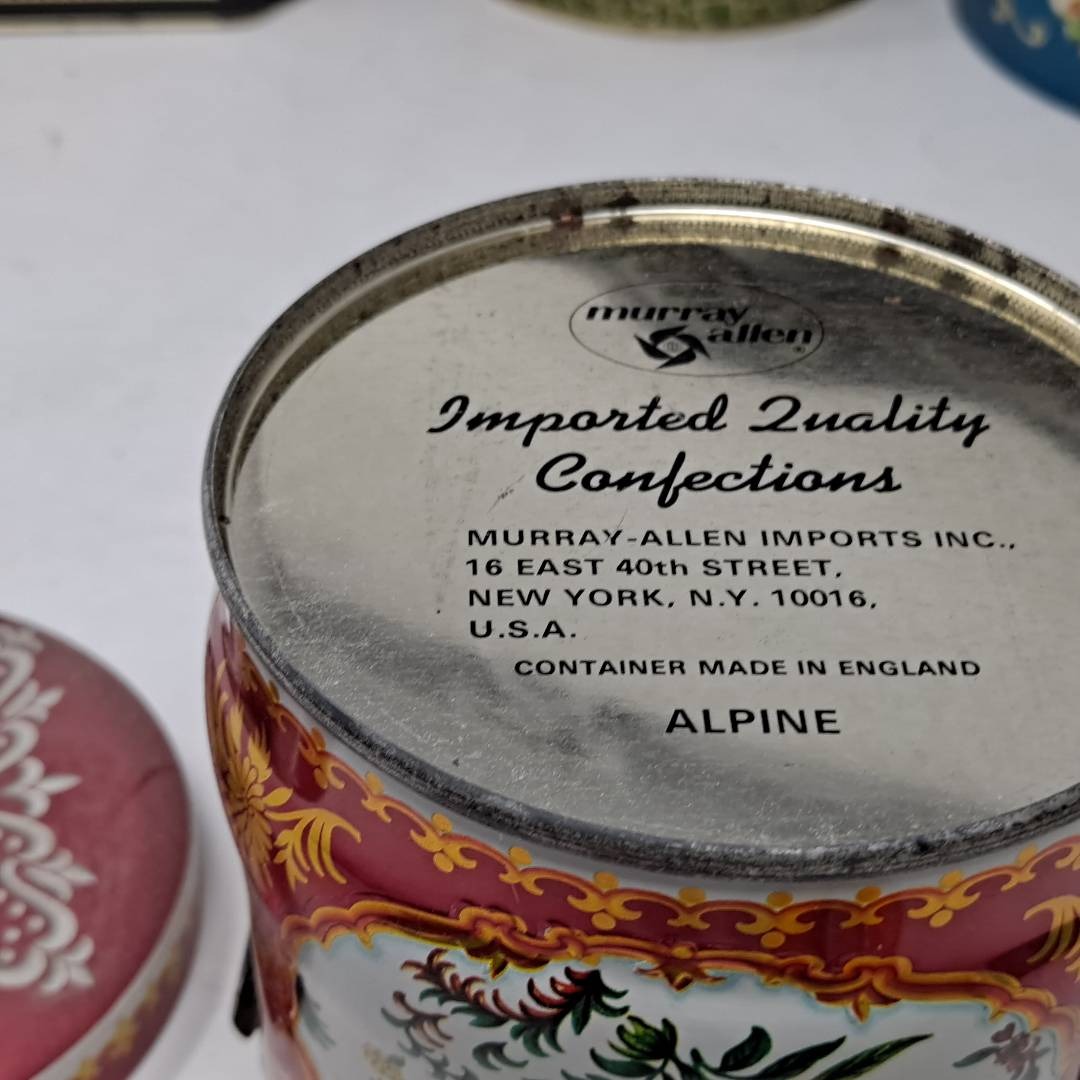 murray
allen®
Imported Quality
Confections
MURRAY-ALLEN IMPORTS INC.,
16 EAST 40th STREET,
NEW YORK, N.Y. 10016,
U.S.A.
CONTAINER MADE IN ENGLAND
ALPINE